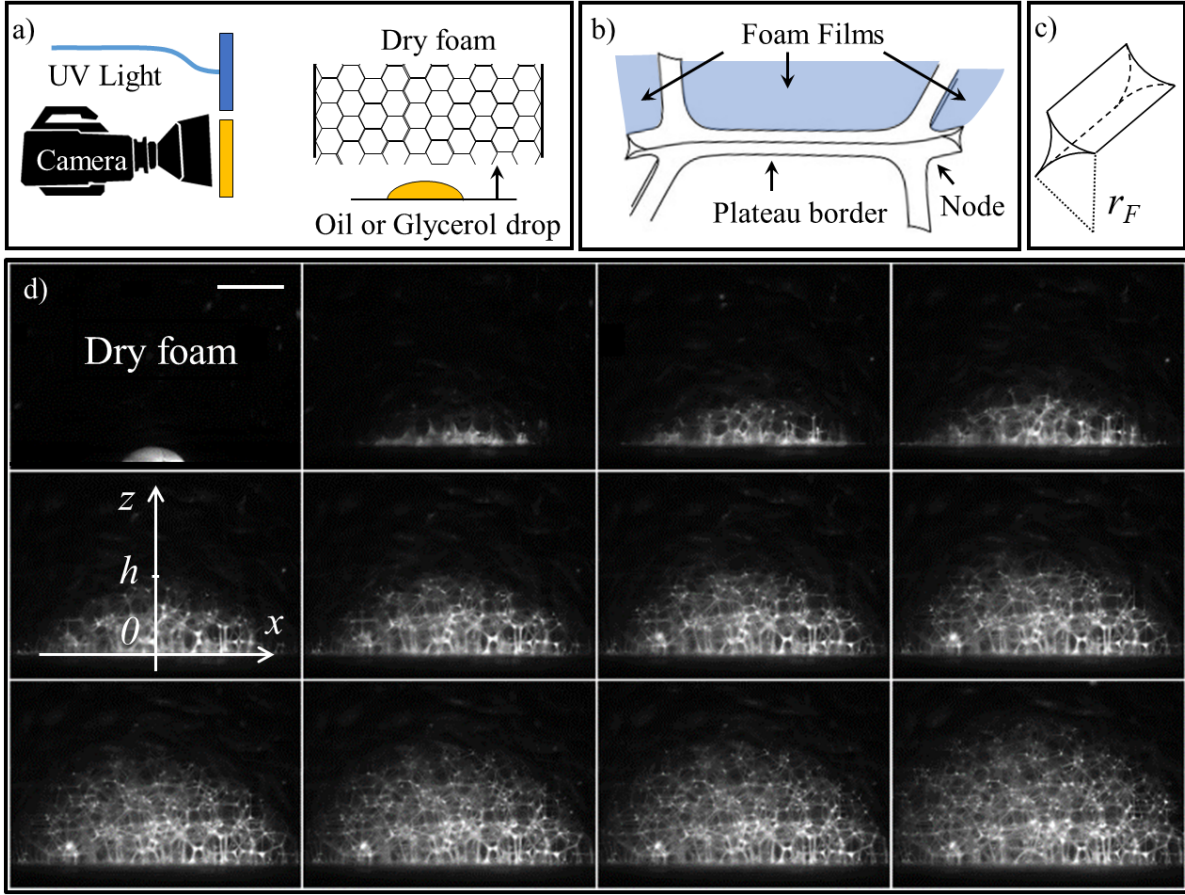 a)
UV Light
Camera
Dry foam
Oil or Glycerol drop
b)
Foam Films
Plateau border
Node
c)
r_F
d)
Dry foam
z
h
0
x